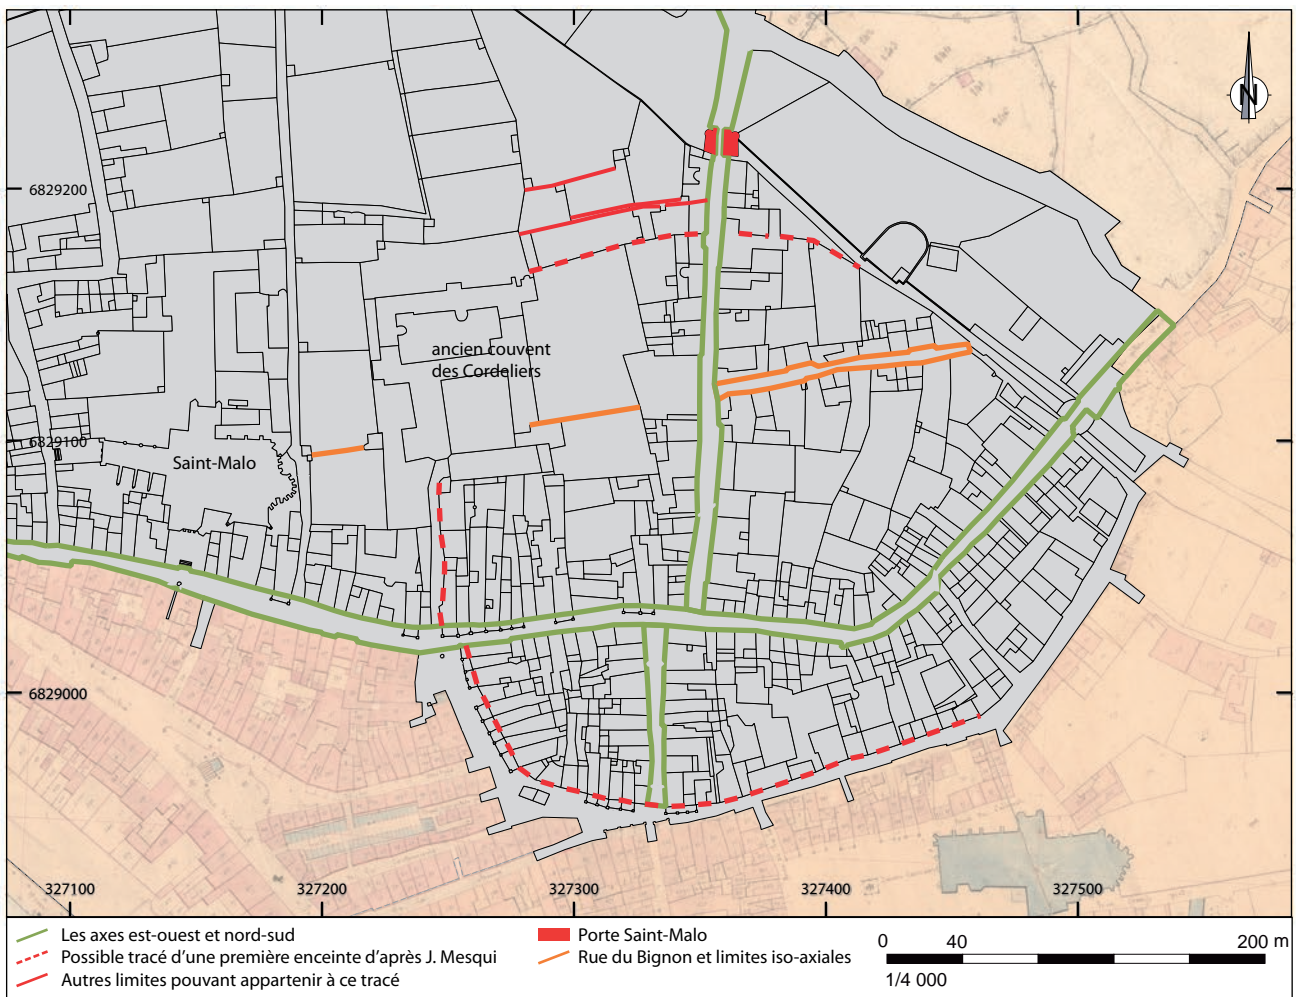 N
6829200
ancien couvent
des Cordeliers
6829100
Saint-Malo
6829000
327100
327200
327300
327400
327500
Les axes est-ouest et nord-sud
Possible tracé d'une première enceinte d'après J. Mesqui
Autres limites pouvant appartenir à ce tracé
Porte Saint-Malo
Rue du Bignon et limites iso-axiales
0 40 200 m
1/4 000